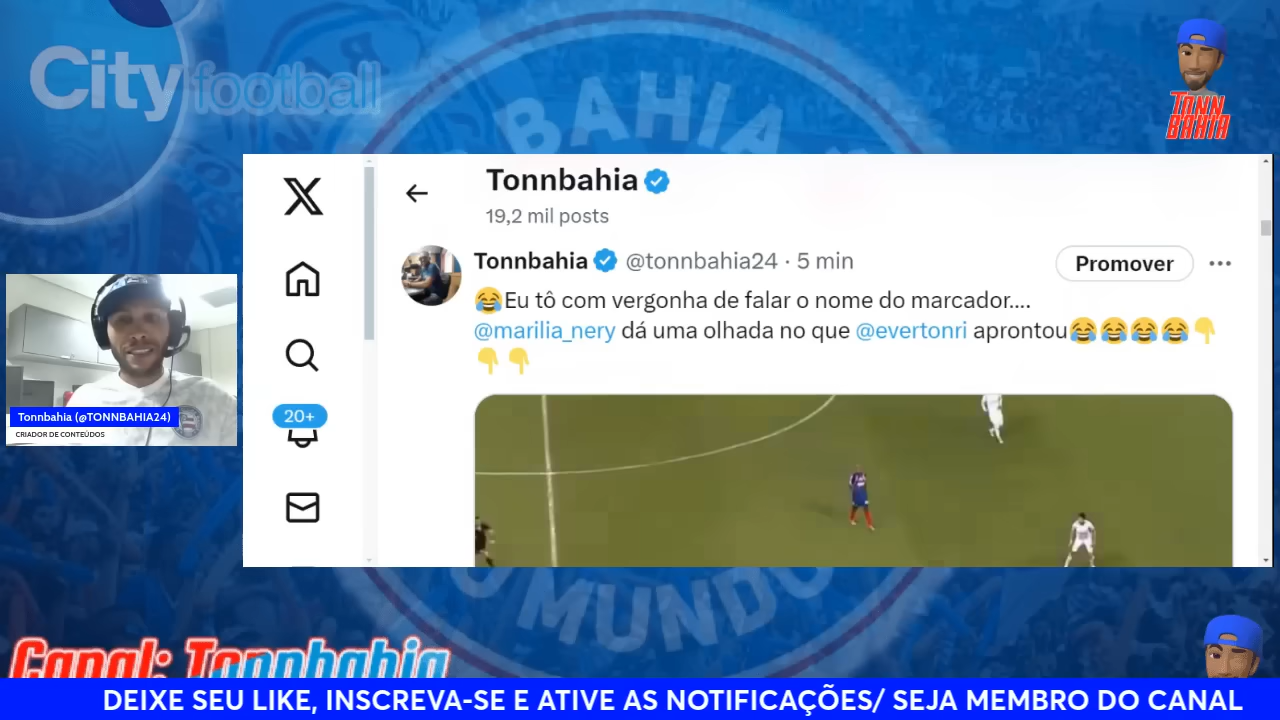 City football
BAHIA
TONN
BAHIA
Tonnbahia
19,2 mil posts
Tonnbahia @tonnbahia24 · 5 min
Promover
😂Eu tô com vergonha de falar o nome do marcador....
@marilia_nery dá uma olhada no que @evertonri aprontou😂😂😂😂👇
👇👇
20+
Tonnbahia (@TONNBAHIA24)
CRIADOR DE CONTEÚDOS
MUNDO
Canal: Tonnbahia
DEIXE SEU LIKE, INSCREVA-SE E ATIVE AS NOTIFICAÇÕES/ SEJA MEMBRO DO CANAL